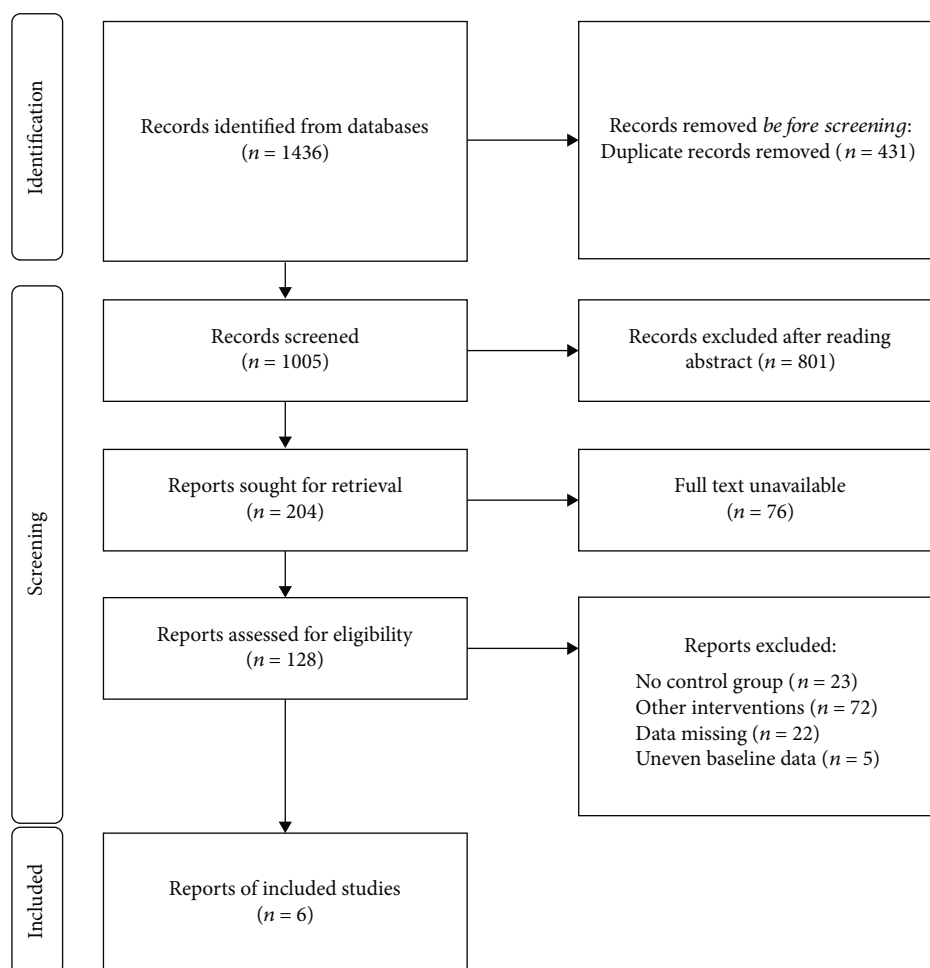 Identification
Records identified from databases
(n = 1436)
Records removed be fore screening:
Duplicate records removed (n = 431)
Screening
Records screened
(n = 1005)
Records excluded after reading
abstract (n = 801)
Reports sought for retrieval
(n = 204)
Full text unavailable
(n = 76)
Reports assessed for eligibility
(n = 128)
Reports excluded:
No control group (n = 23)
Other interventions (n = 72)
Data missing (n = 22)
Uneven baseline data (n = 5)
Included
Reports of included studies
(n = 6)